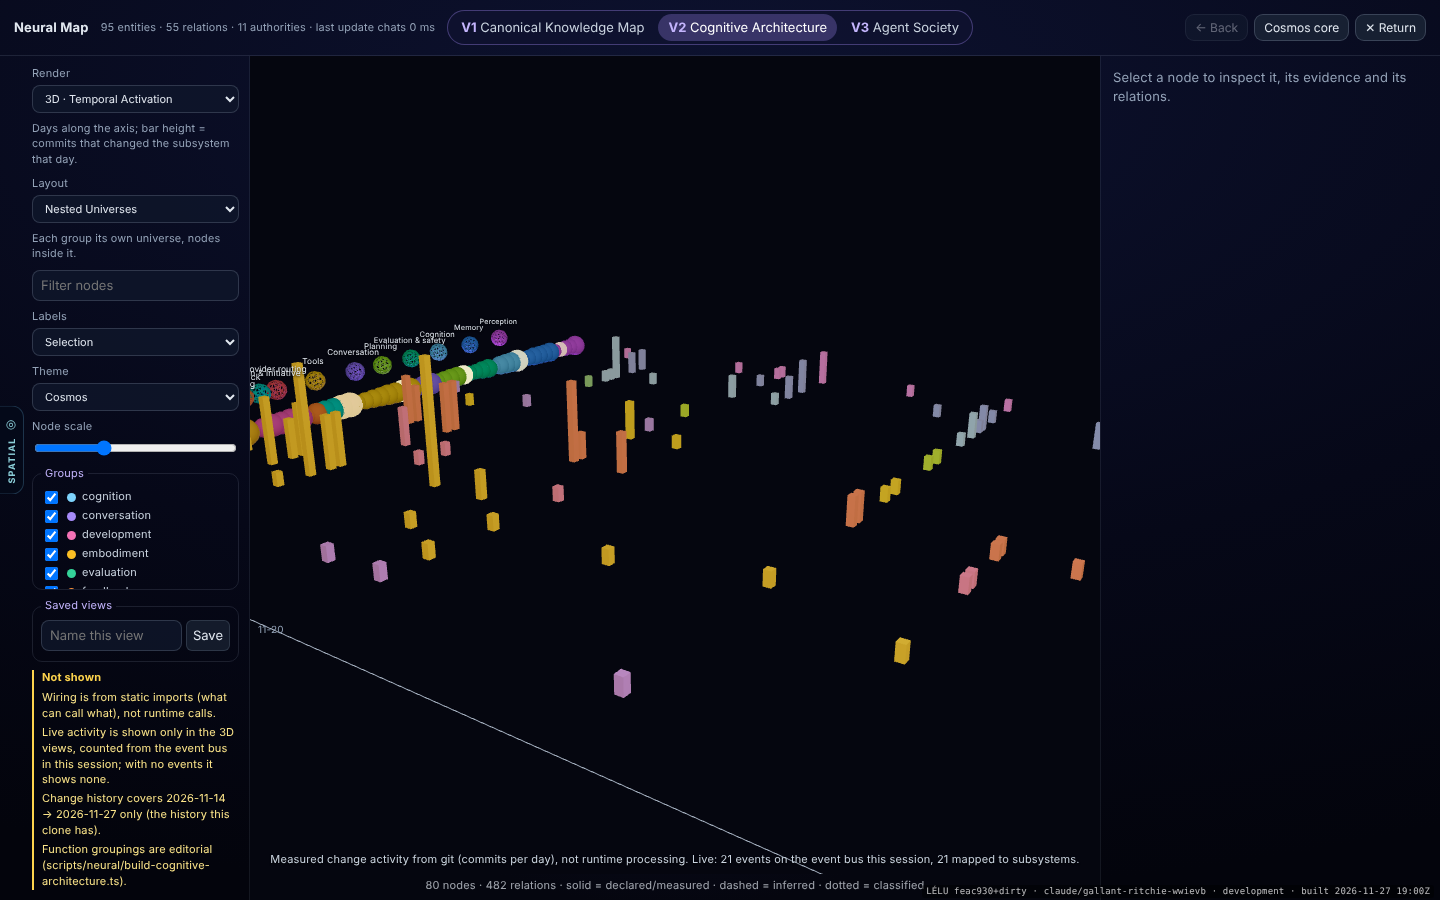 Neural Map
95 entities · 55 relations · 11 authorities · last update chats 0 ms
V1 Canonical Knowledge Map
V2 Cognitive Architecture
V3 Agent Society
← Back
Cosmos core
✕ Return
Render
3D · Temporal Activation
Days along the axis; bar height =
commits that changed the subsystem
that day.
Layout
Nested Universes
Each group its own universe, nodes
inside it.
Filter nodes
Labels
Selection
Theme
Cosmos
Node scale
SPATIAL
Groups
cognition
conversation
development
embodiment
evaluation
Saved views
Name this view
Save
Not shown
Wiring is from static imports (what
can call what), not runtime calls.
Live activity is shown only in the 3D
views, counted from the event bus
in this session; with no events it
shows none.
Change history covers 2026-11-14
→ 2026-11-27 only (the history this
clone has).
Function groupings are editorial
(scripts/neural/build-cognitive-
architecture.ts).
Perception
Memory
Cognition
Evaluation & safety
Planning
Conversation
Tools
11-20
Measured change activity from git (commits per day), not runtime processing. Live: 21 events on the event bus this session, 21 mapped to subsystems.
80 nodes · 482 relations · solid = declared/measured · dashed = inferred · dotted = classified
LÉLU feac930+dirty · claude/gallant-ritchie-wwievb · development · built 2026-11-27 19:00Z
Select a node to inspect it, its evidence and its
relations.